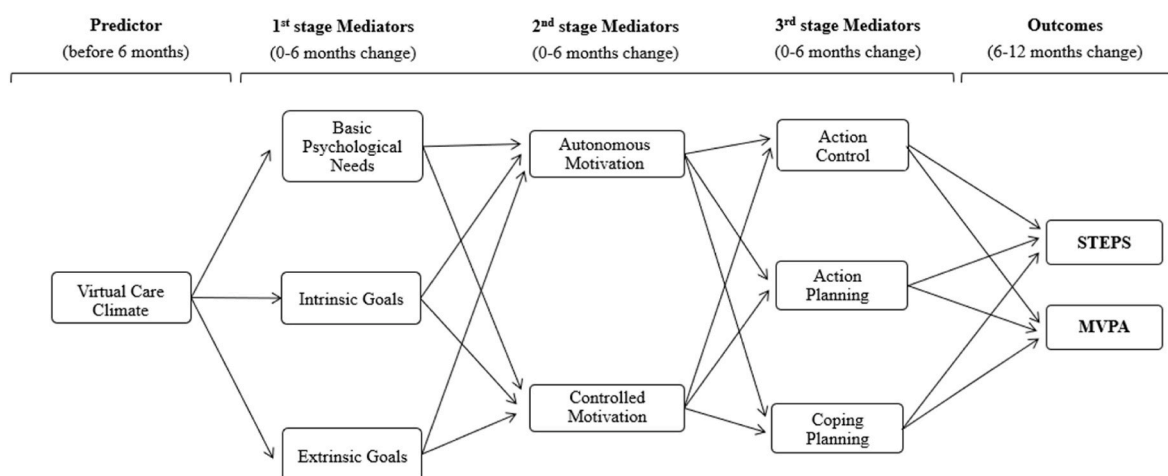 Predictor
(before 6 months)
1st stage Mediators
(0-6 months change)
2nd stage Mediators
(0-6 months change)
3rd stage Mediators
(0-6 months change)
Outcomes
(6-12 months change)
Virtual Care
Climate
Basic
Psychological
Needs
Intrinsic Goals
Extrinsic Goals
Autonomous
Motivation
Controlled
Motivation
Action
Control
Action
Planning
Coping
Planning
STEPS
MVPA